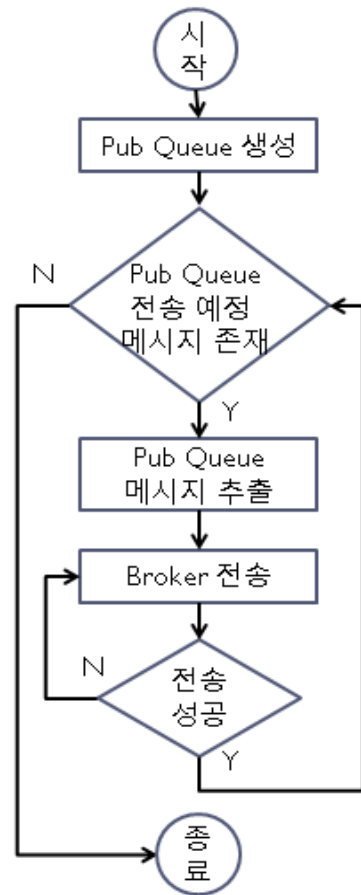 시
작
Pub Queue 생성
N
Pub Queue
전송 예정
메시지 존재
Y
Pub Queue
메시지 추출
Broker 전송
N
전송
성공
Y
종
료